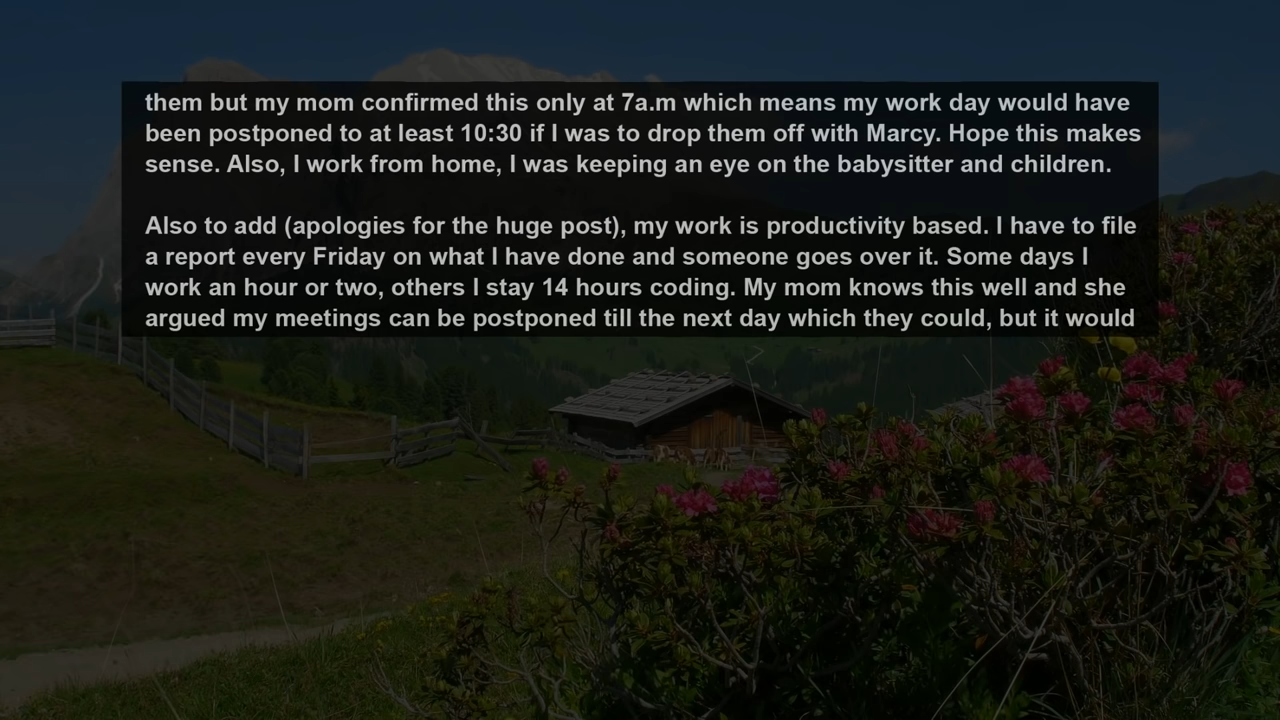 them but my mom confirmed this only at 7a.m which means my work day would have
been postponed to at least 10:30 if I was to drop them off with Marcy. Hope this makes
sense. Also, I work from home, I was keeping an eye on the babysitter and children.
Also to add (apologies for the huge post), my work is productivity based. I have to file
a report every Friday on what I have done and someone goes over it. Some days I
work an hour or two, others I stay 14 hours coding. My mom knows this well and she
argued my meetings can be postponed till the next day which they could, but it would